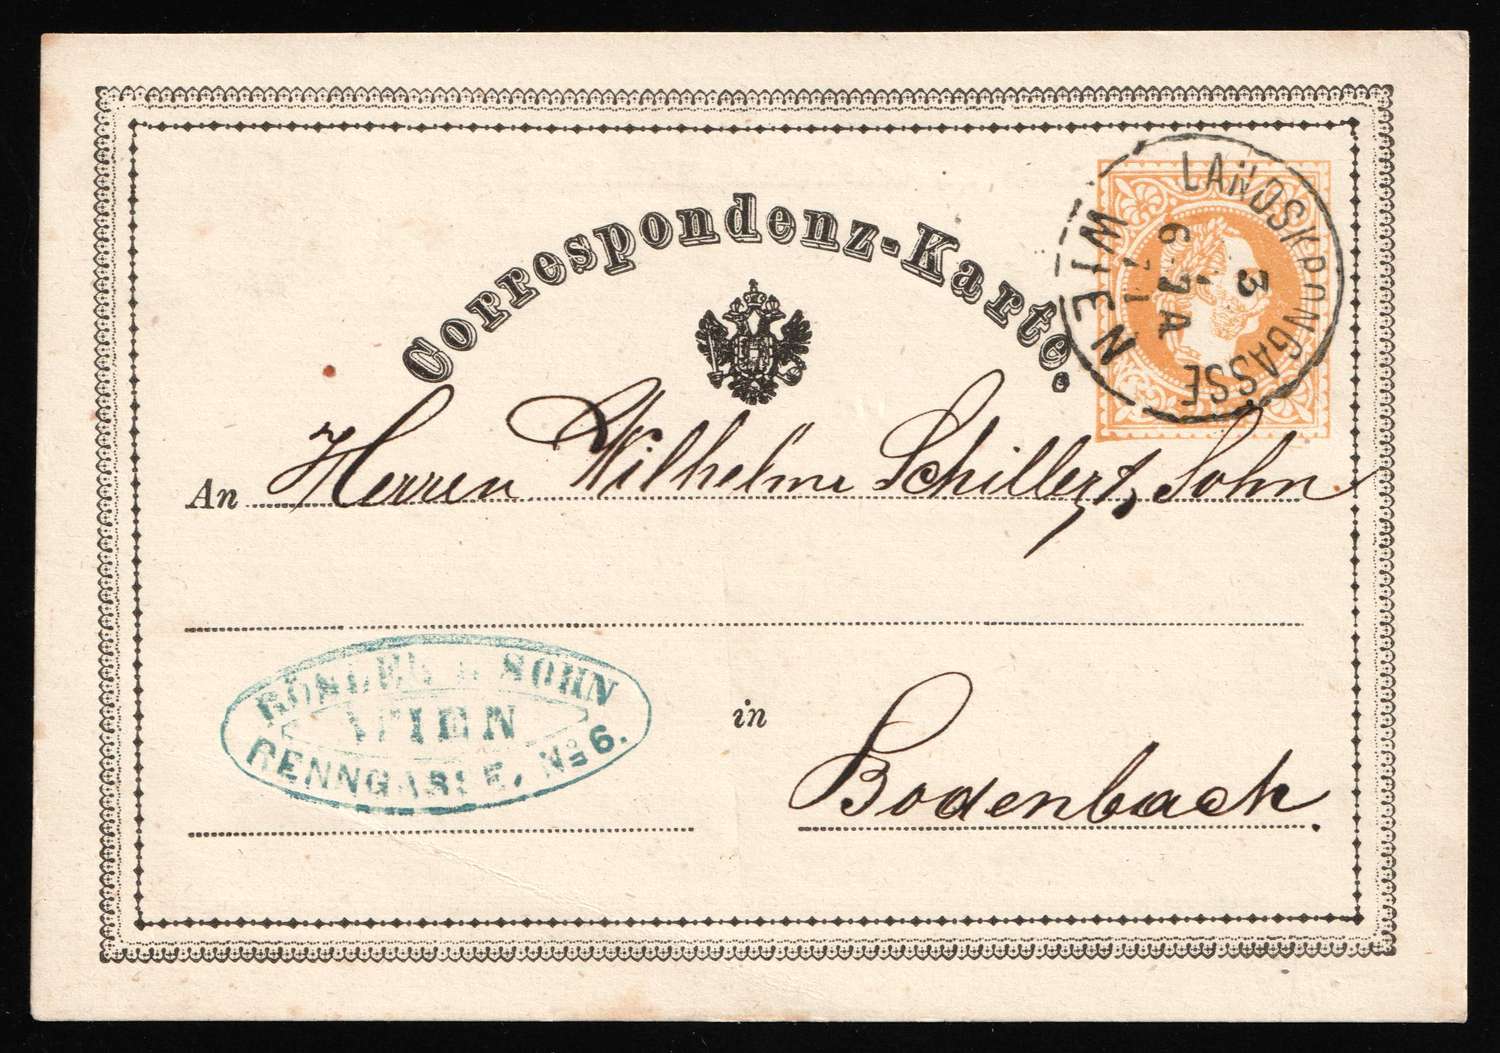 Correspondenz-Karte.
LANDSKRONGASSE
3
6-7A
WIEN
An Herren Wilhelm Schiller & Sohn
RÖSLER & SOHN
WIEN
RENNGASSE, No 6.
in
Bodenbach.